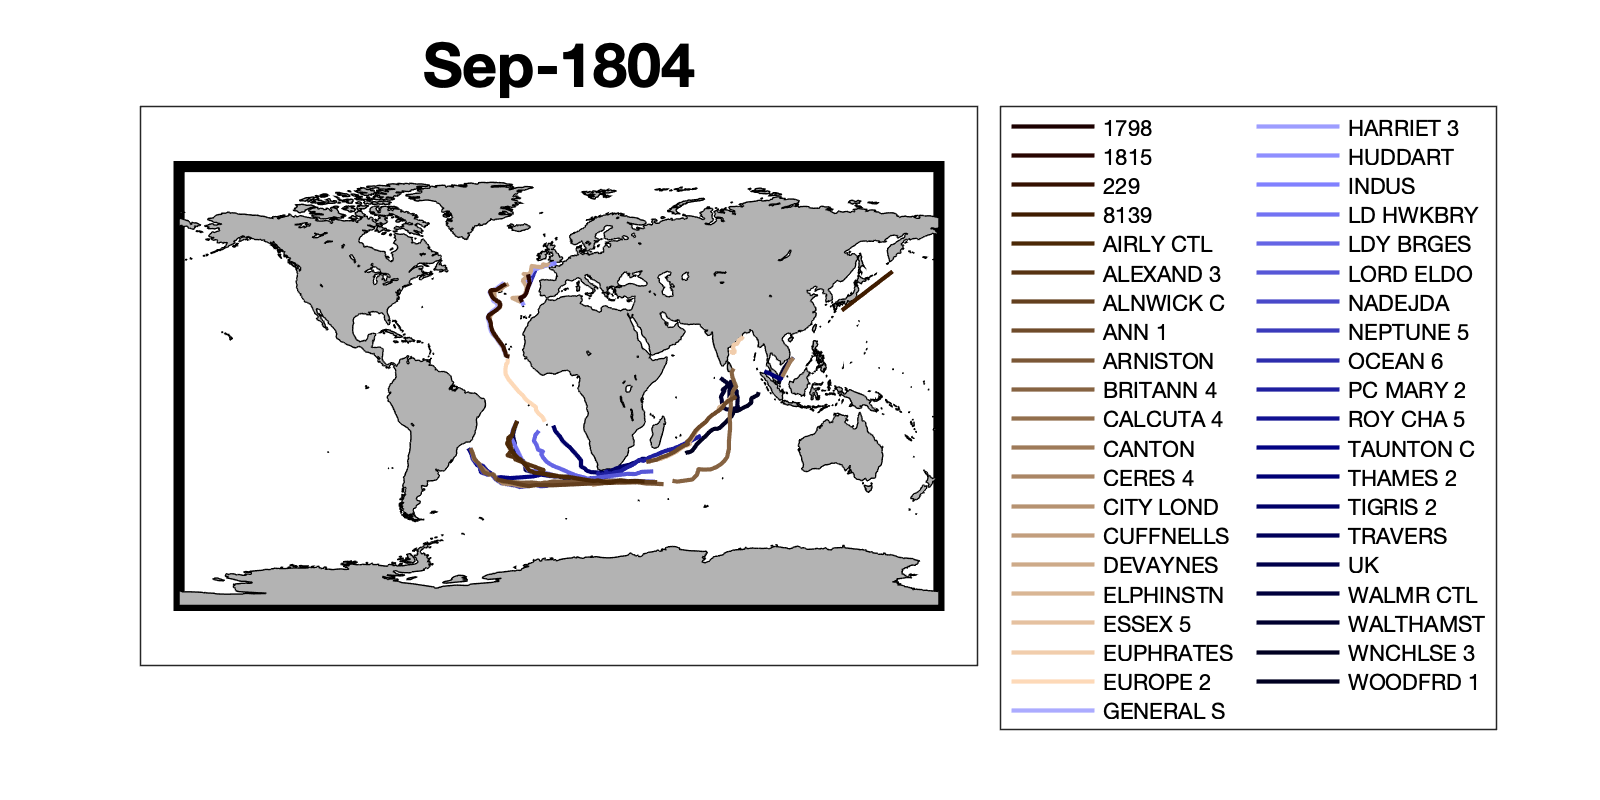 Sep-1804
1798
1815
229
8139
AIRLY CTL
ALEXAND 3
ALNWICK C
ANN 1
ARNISTON
BRITANN 4
CALCUTA 4
CANTON
CERES 4
CITY LOND
CUFFNELLS
DEVAYNES
ELPHINSTN
ESSEX 5
EUPHRATES
EUROPE 2
GENERAL S
HARRIET 3
HUDDART
INDUS
LD HWKBRY
LDY BRGES
LORD ELDO
NADEJDA
NEPTUNE 5
OCEAN 6
PC MARY 2
ROY CHA 5
TAUNTON C
THAMES 2
TIGRIS 2
TRAVERS
UK
WALMR CTL
WALTHAMST
WNCHLSE 3
WOODFRD 1